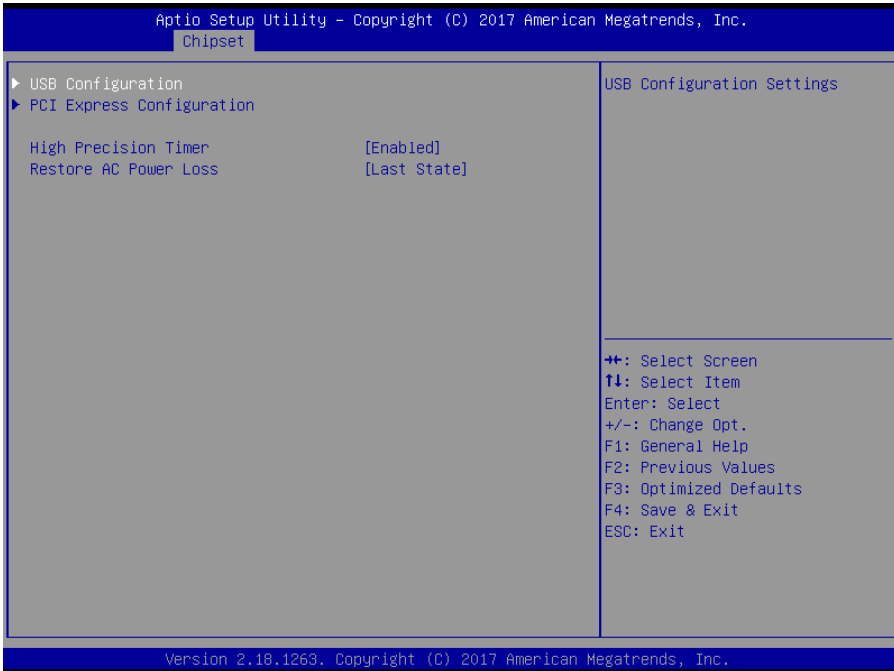 Aptio Setup Utility – Copyright (C) 2017 American Megatrends, Inc.
Chipset
▶ USB Configuration
▶ PCI Express Configuration
High Precision Timer [Enabled]
Restore AC Power Loss [Last State]
USB Configuration Settings
→←: Select Screen
↑↓: Select Item
Enter: Select
+/-: Change Opt.
F1: General Help
F2: Previous Values
F3: Optimized Defaults
F4: Save & Exit
ESC: Exit
Version 2.18.1263. Copyright (C) 2017 American Megatrends, Inc.